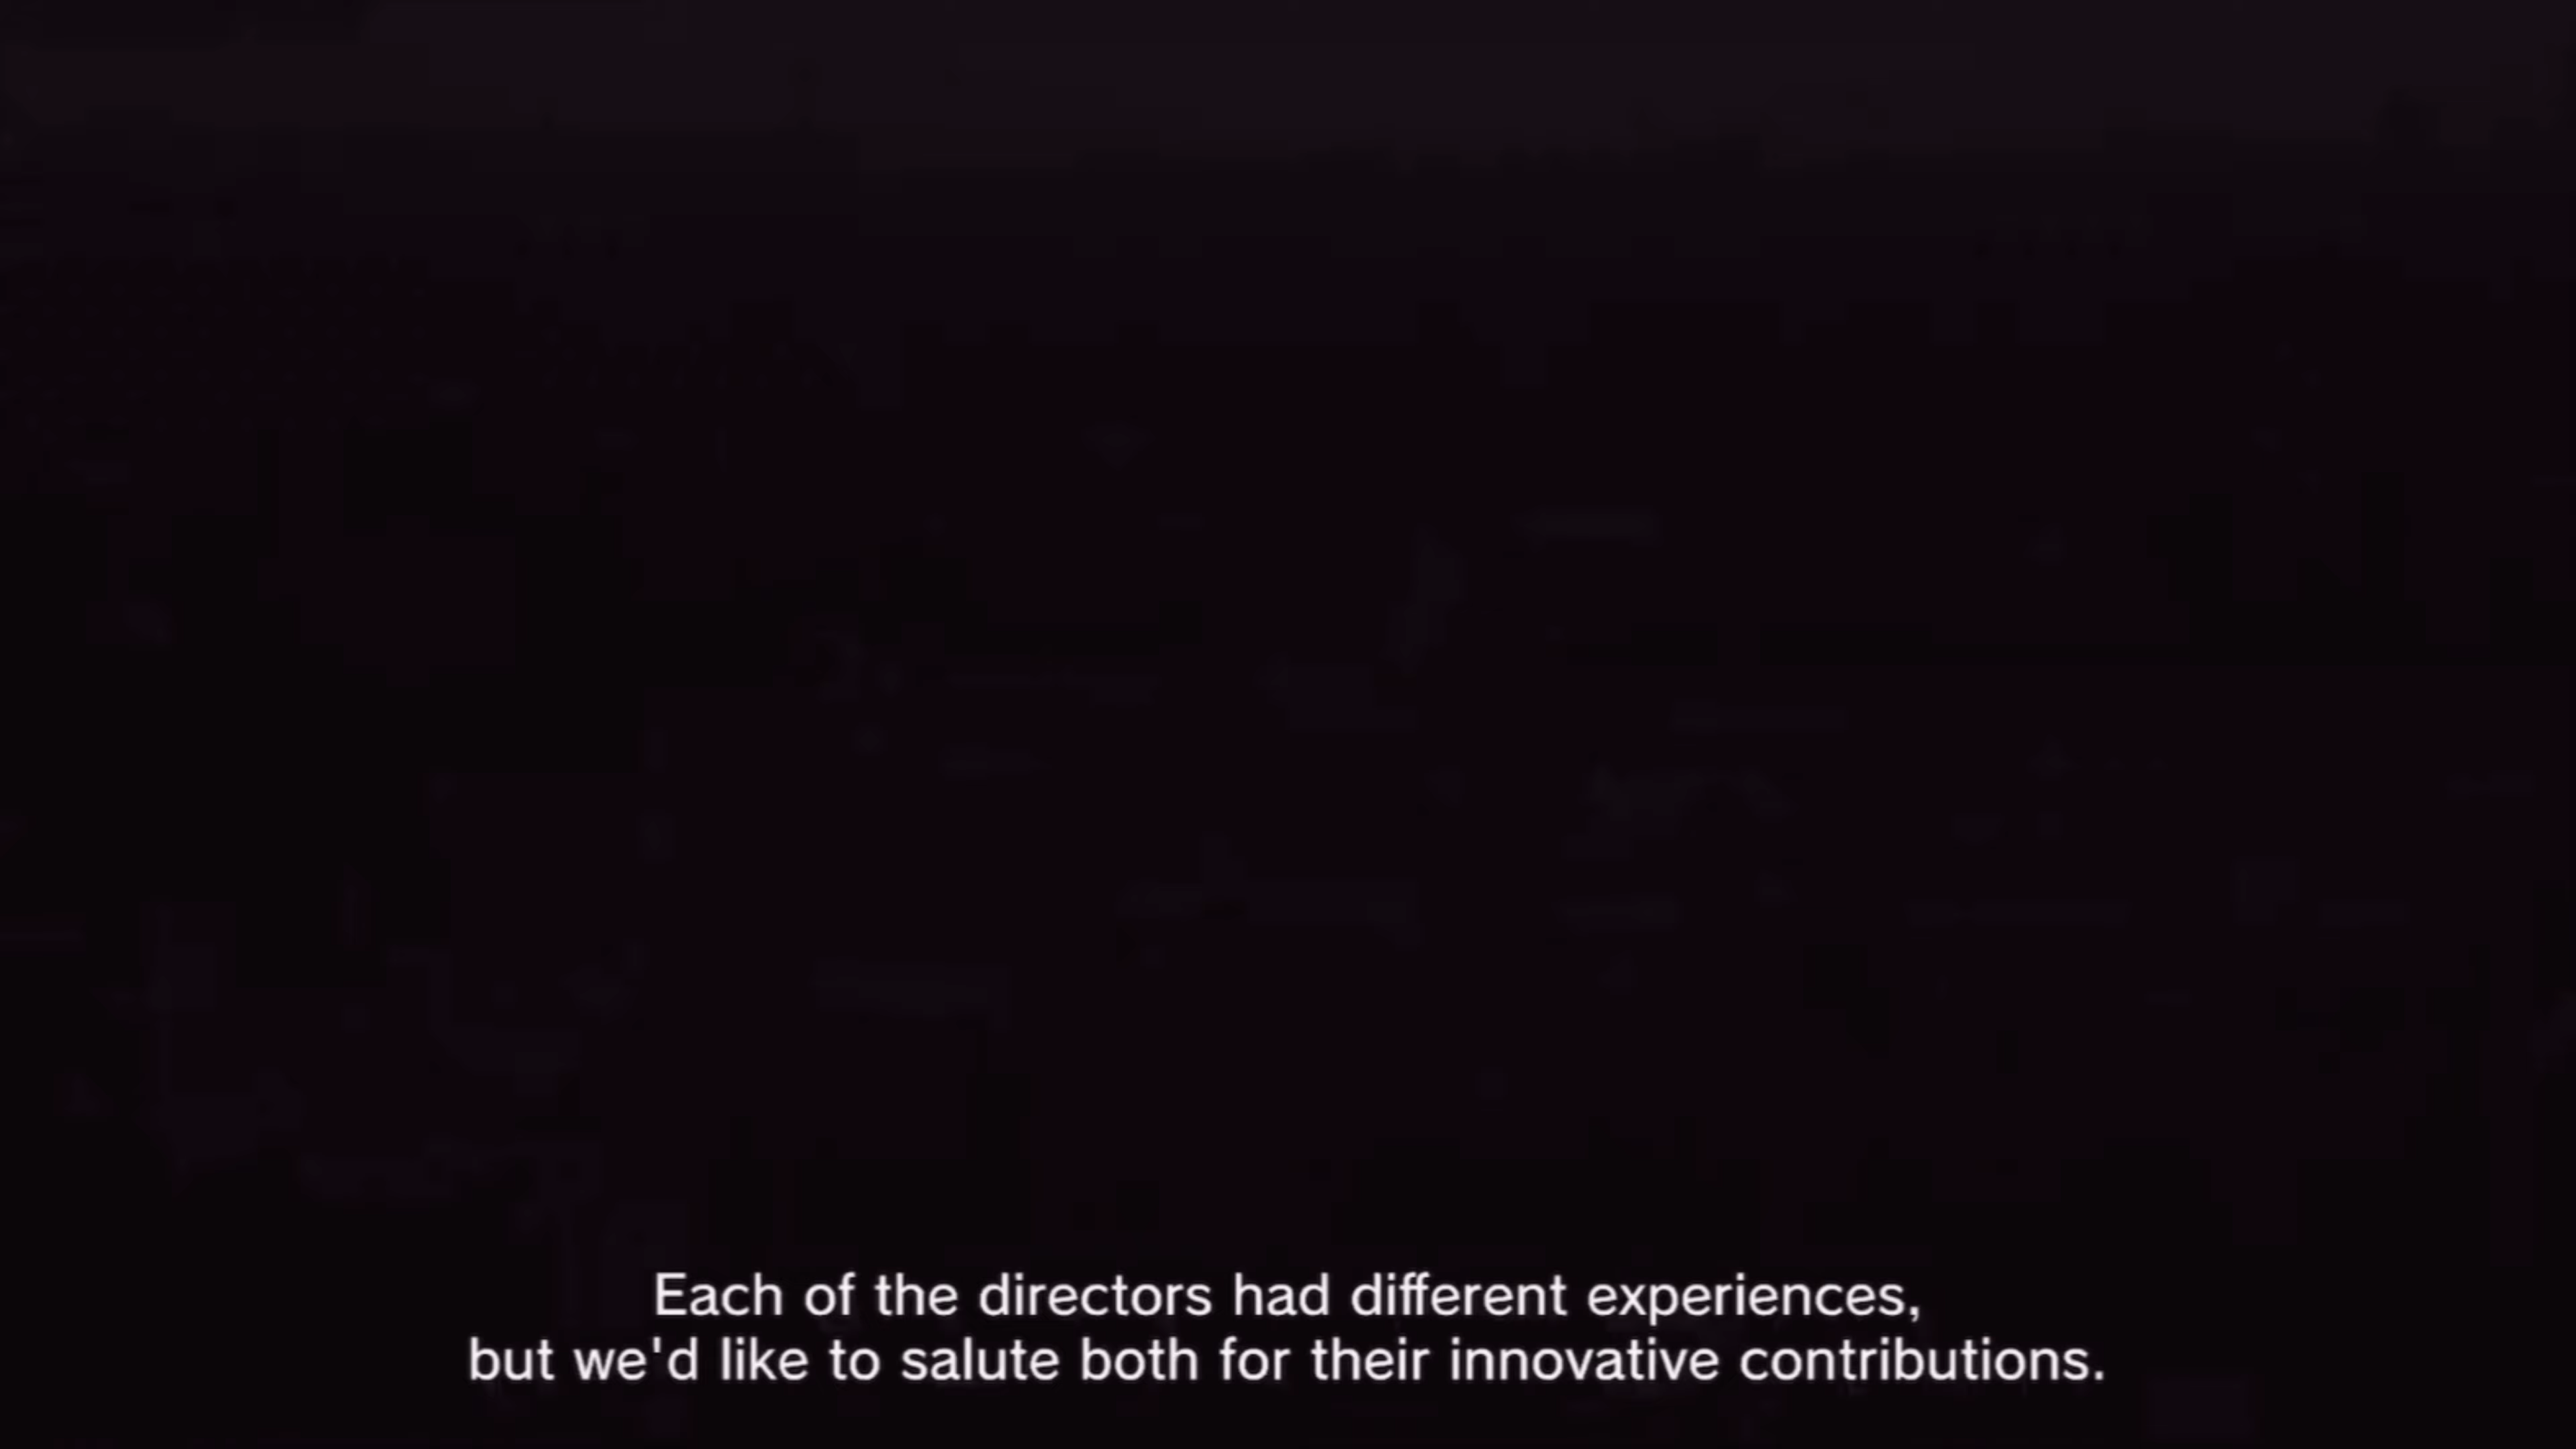 Each of the directors had different experiences,
but we'd like to salute both for their innovative contributions.